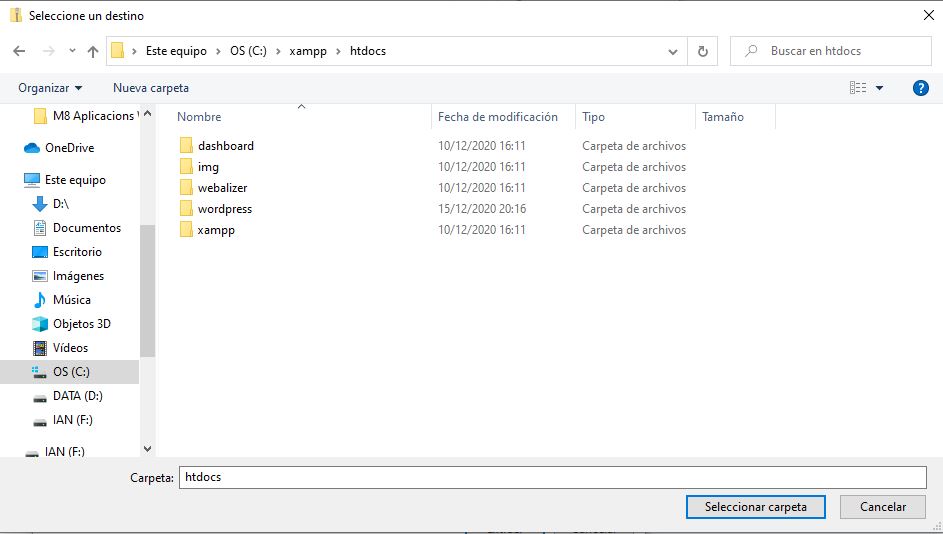 Seleccione un destino
Este equipo > OS (C:) > xampp > htdocs
Buscar en htdocs
Organizar
Nueva carpeta
?
M8 Aplicacions
OneDrive
Este equipo
D:\
Documentos
Escritorio
Imágenes
Música
Objetos 3D
Vídeos
OS (C:)
DATA (D:)
IAN (F:)
IAN (F:)
Nombre Fecha de modificación Tipo Tamaño
dashboard 10/12/2020 16:11 Carpeta de archivos
img 10/12/2020 16:11 Carpeta de archivos
webalizer 10/12/2020 16:11 Carpeta de archivos
wordpress 15/12/2020 20:16 Carpeta de archivos
xampp 10/12/2020 16:11 Carpeta de archivos
Carpeta: htdocs
Seleccionar carpeta
Cancelar